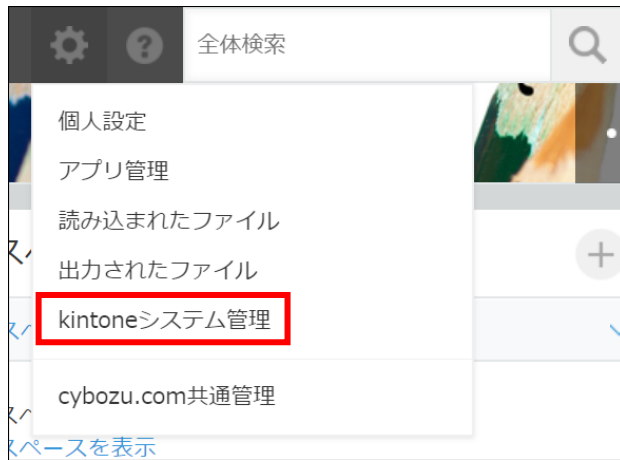 全体検索
個人設定
アプリ管理
読み込まれたファイル
出力されたファイル
kintoneシステム管理
cybozu.com共通管理
スペースを表示